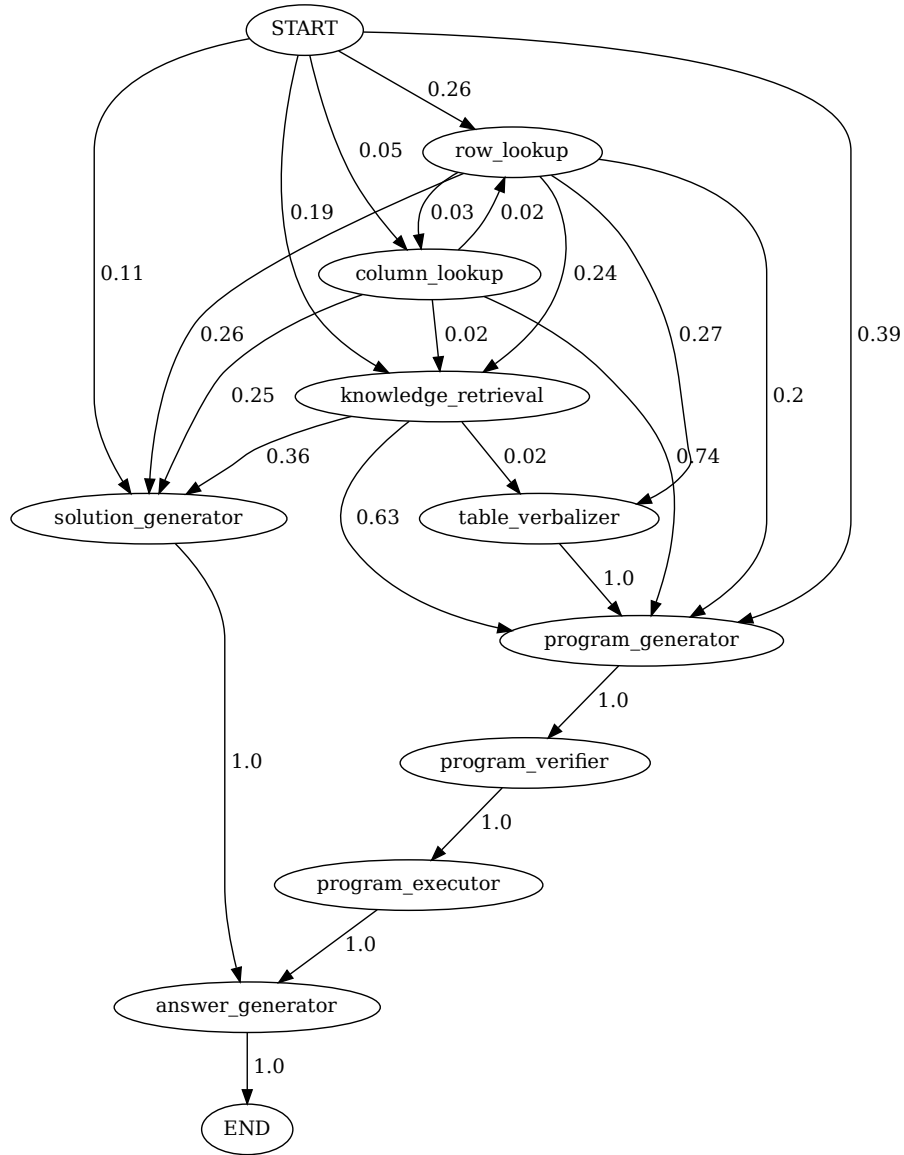 START
0.26
row_lookup
0.05
0.19
0.03
0.02
column_lookup
0.11
0.24
0.26
0.02
0.27
0.39
knowledge_retrieval
0.25
0.2
0.36
0.02
0.74
solution_generator
0.63
table_verbalizer
1.0
program_generator
1.0
1.0
program_verifier
1.0
program_executor
1.0
answer_generator
1.0
END